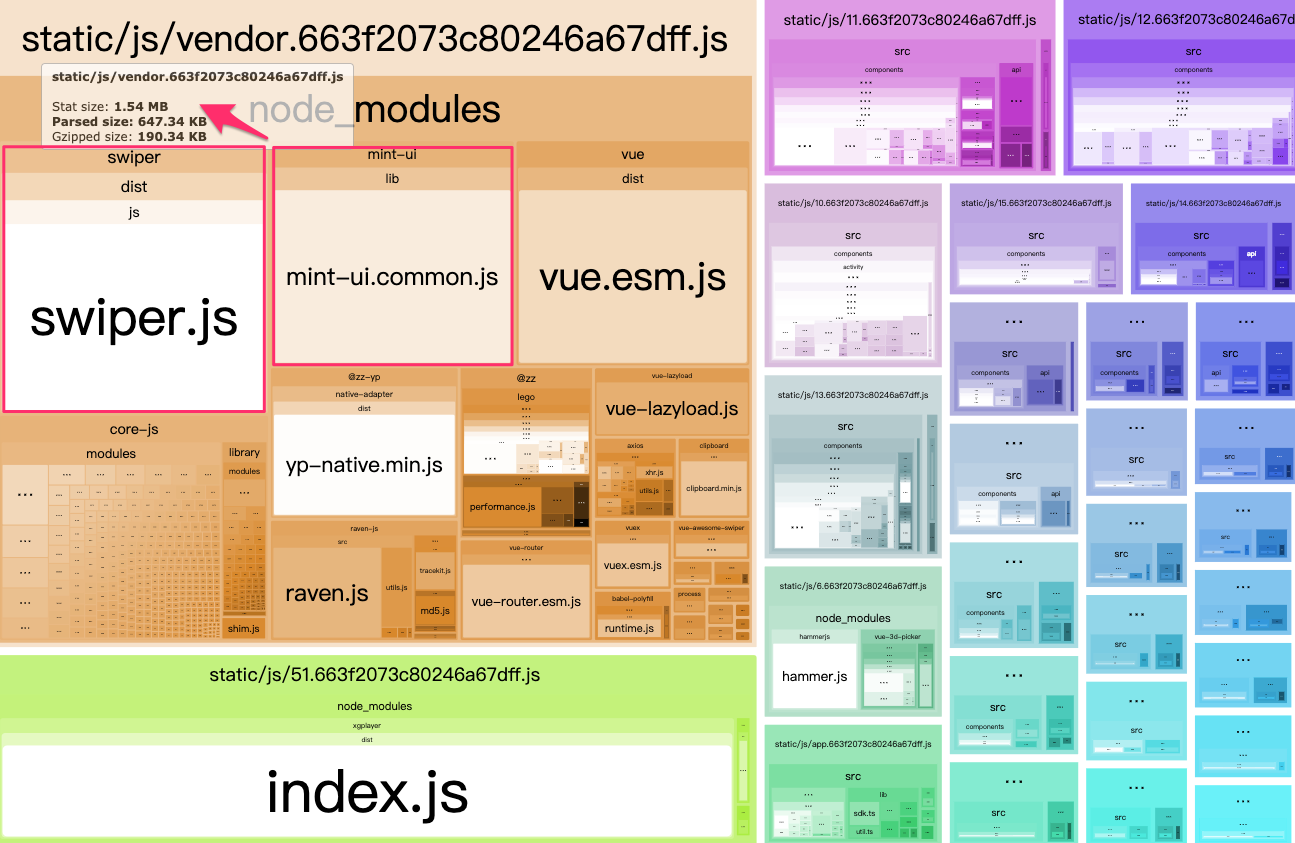 static/js/vendor.663f2073c80246a67dff.js
static/js/vendor.663f2073c80246a67dff.js
Stat size: 1.54 MB
Parsed size: 647.34 KB
Gzipped size: 190.34 KB
node_modules
swiper
dist
js
swiper.js
mint-ui
lib
mint-ui.common.js
vue
dist
vue.esm.js
core-js
modules
library
modules
shim.js
@zz-yp
native-adapter
dist
yp-native.min.js
@zz
lego
performance.js
vue-lazyload
vue-lazyload.js
axios
xhr.js
utils.js
clipboard
clipboard.min.js
raven-js
src
raven.js
utils.js
tracekit.js
md5.js
vue-router
vue-router.esm.js
vuex
vuex.esm.js
vue-awesome-swiper
babel-polyfill
runtime.js
process
static/js/51.663f2073c80246a67dff.js
node_modules
xgplayer
dist
index.js
static/js/11.663f2073c80246a67dff.js
src
components
api
static/js/12.663f2073c80246a67d
src
components
static/js/10.663f2073c80246a67dff.js
src
components
activity
static/js/15.663f2073c80246a67dff.js
src
components
static/js/14.663f2073c80246a67dff.js
src
components
api
static/js/13.663f2073c80246a67dff.js
src
components
static/js/6.663f2073c80246a67dff.js
node_modules
hammerjs
hammer.js
vue-3d-picker
static/js/app.663f2073c80246a67dff.js
src
lib
sdk.ts
util.ts
src
components
api
src
components
api
src
components
src
components
src
src
components
src
api
src
src
src
src
src
src
src
src